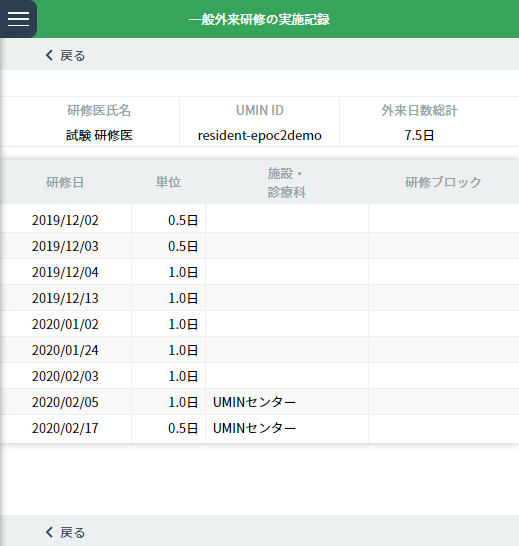 一般外来研修の実施記録
戻る
研修医氏名 UMIN ID 外来日数総計
試験 研修医 resident-epoc2demo 7.5日
研修日 単位 施設・ 研修ブロック
診療科
2019/12/02 0.5日
2019/12/03 0.5日
2019/12/04 1.0日
2019/12/13 1.0日
2020/01/02 1.0日
2020/01/24 1.0日
2020/02/03 1.0日
2020/02/05 1.0日 UMINセンター
2020/02/17 0.5日 UMINセンター
戻る